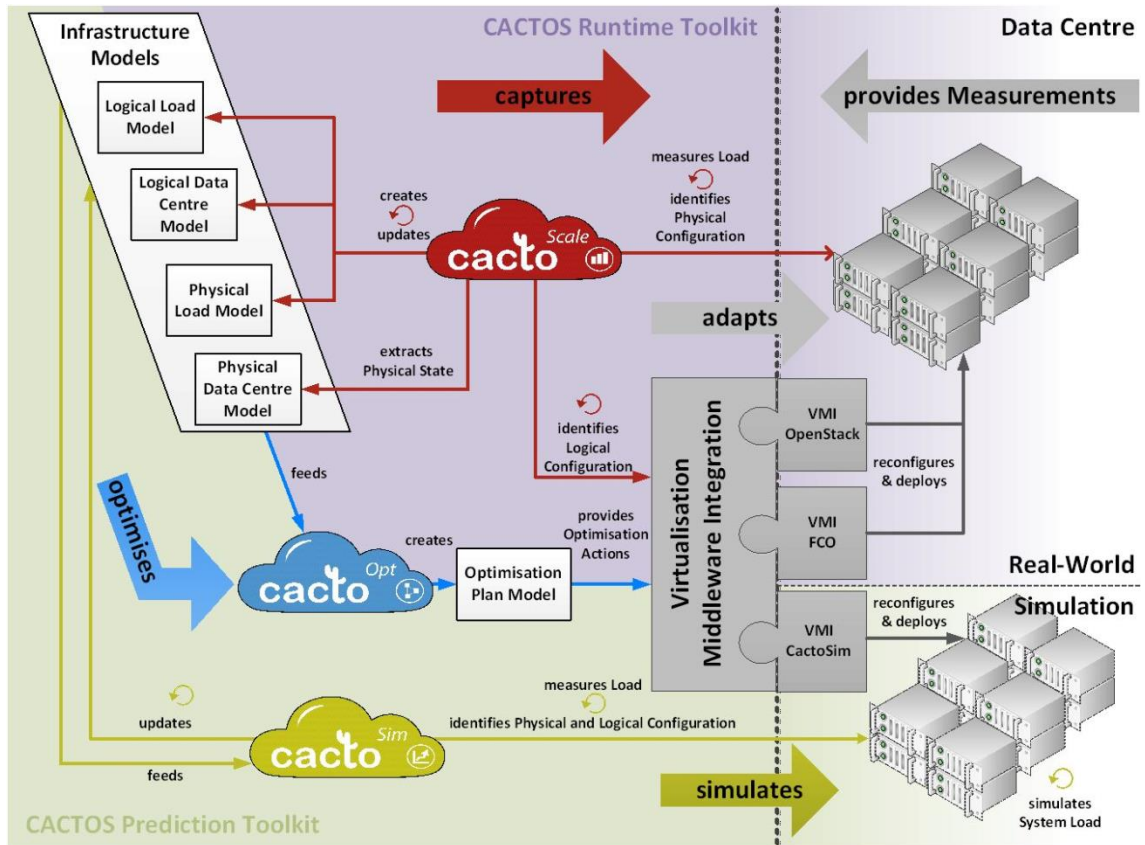 CACTOS Runtime Toolkit
Data Centre
Infrastructure
Models
Logical Load
Model
Logical Data
Centre Model
Physical
Load Model
Physical
Data Centre
Model
captures
provides Measurements
measures Load
identifies
Physical
Configuration
creates
updates
cacto
Scale
adapts
extracts
Physical State
identifies
Logical
Configuration
Virtualisation
Middleware Integration
VMI
OpenStack
VMI
FCO
VMI
CactoSim
reconfigures
& deploys
feeds
optimises
cacto
Opt
creates
Optimisation
Plan Model
provides
Optimisation
Actions
Real-World
Simulation
reconfigures
& deploys
updates
feeds
cacto
Sim
measures Load
identifies Physical and Logical Configuration
simulates
simulates
System Load
CACTOS Prediction Toolkit